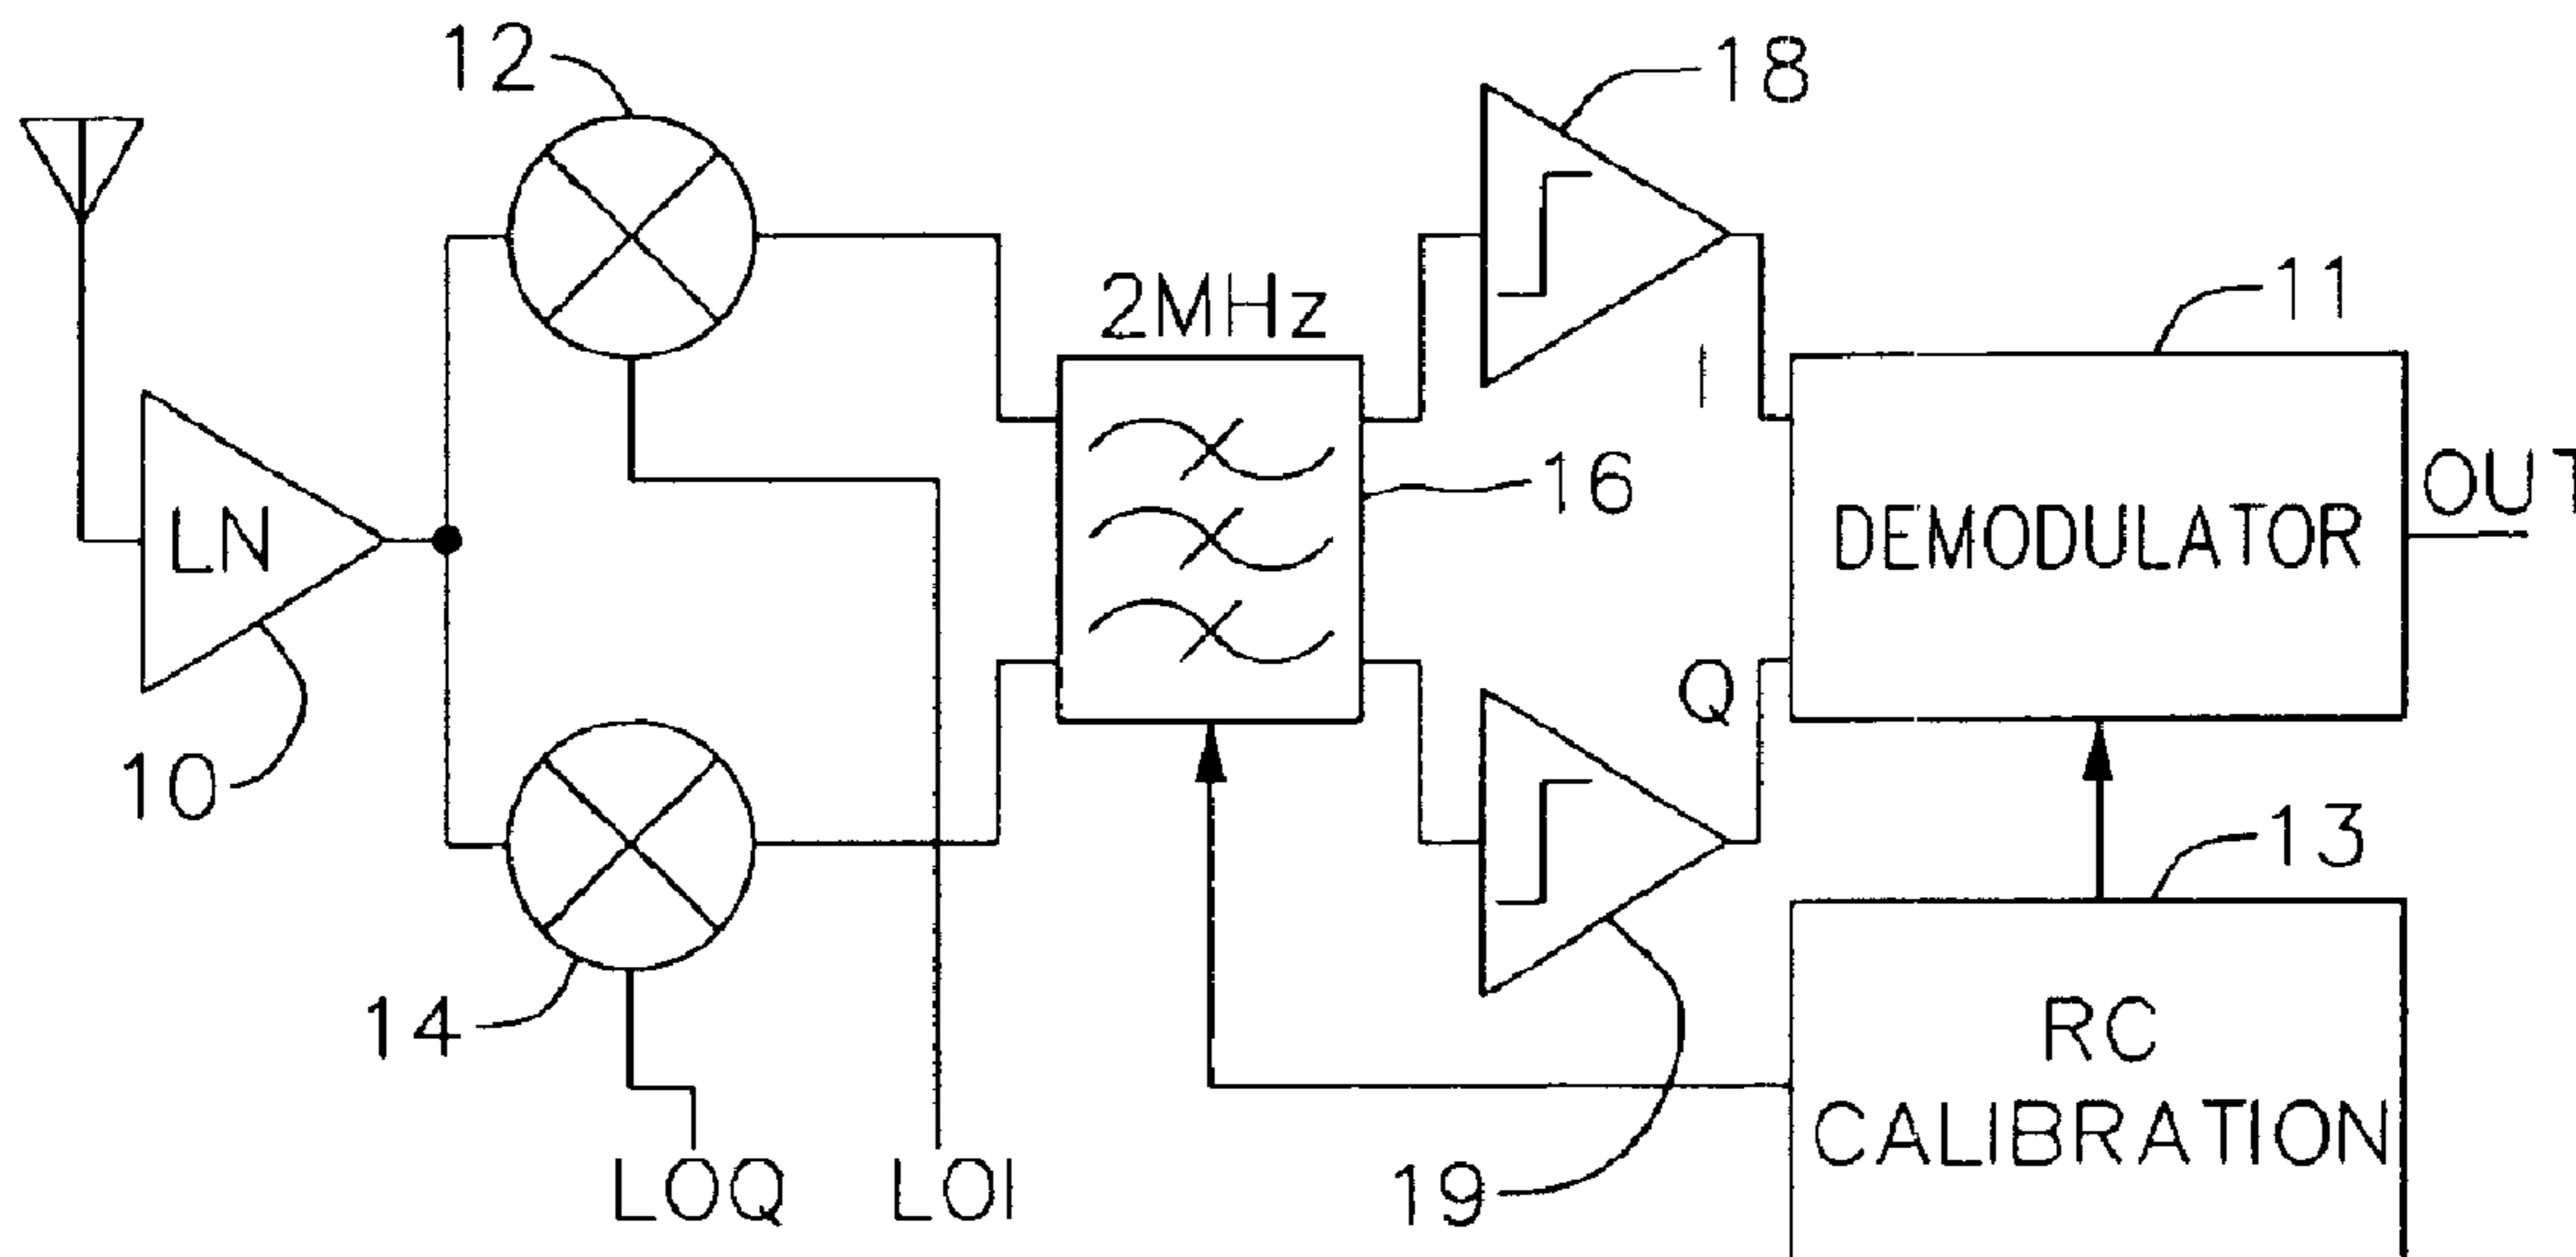 12
18
2MHz
11
I
16
OUT
LN
DEMODULATOR
Q
10
13
14
RC
CALIBRATION
19
LOQ
LOI